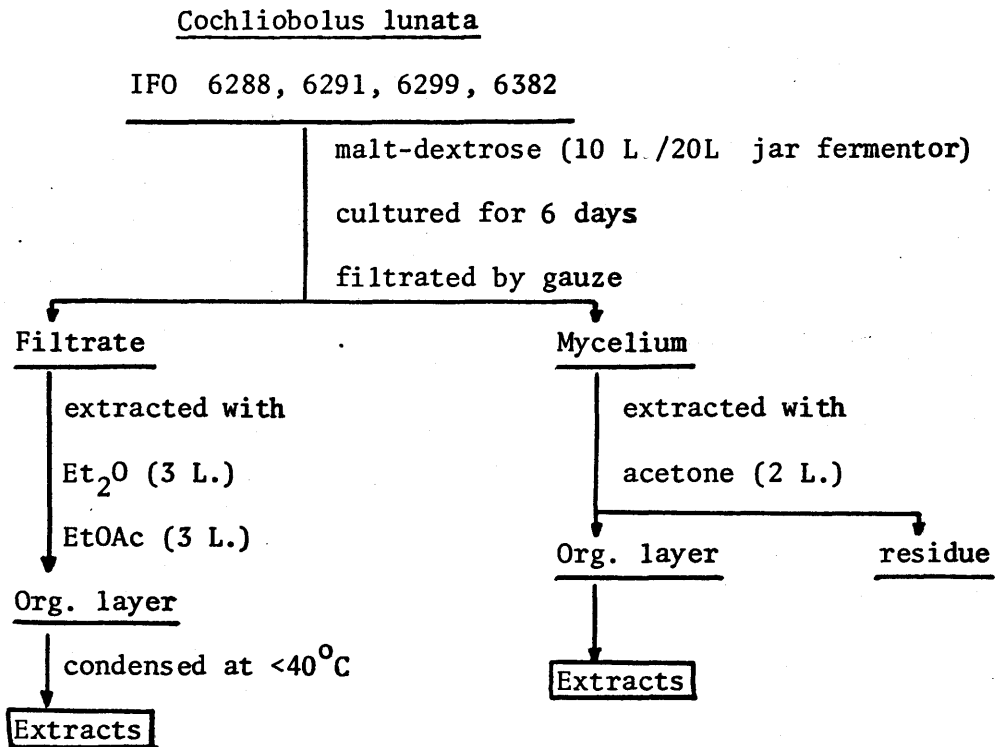 Cochliobolus lunata
IFO 6288, 6291, 6299, 6382
malt-dextrose (10 L /20L jar fermentor)
cultured for 6 days
filtrated by gauze
Filtrate
Mycelium
extracted with
Et₂O (3 L.)
EtOAc (3 L.)
extracted with
acetone (2 L.)
Org. layer
residue
Org. layer
condensed at <40°C
Extracts
Extracts